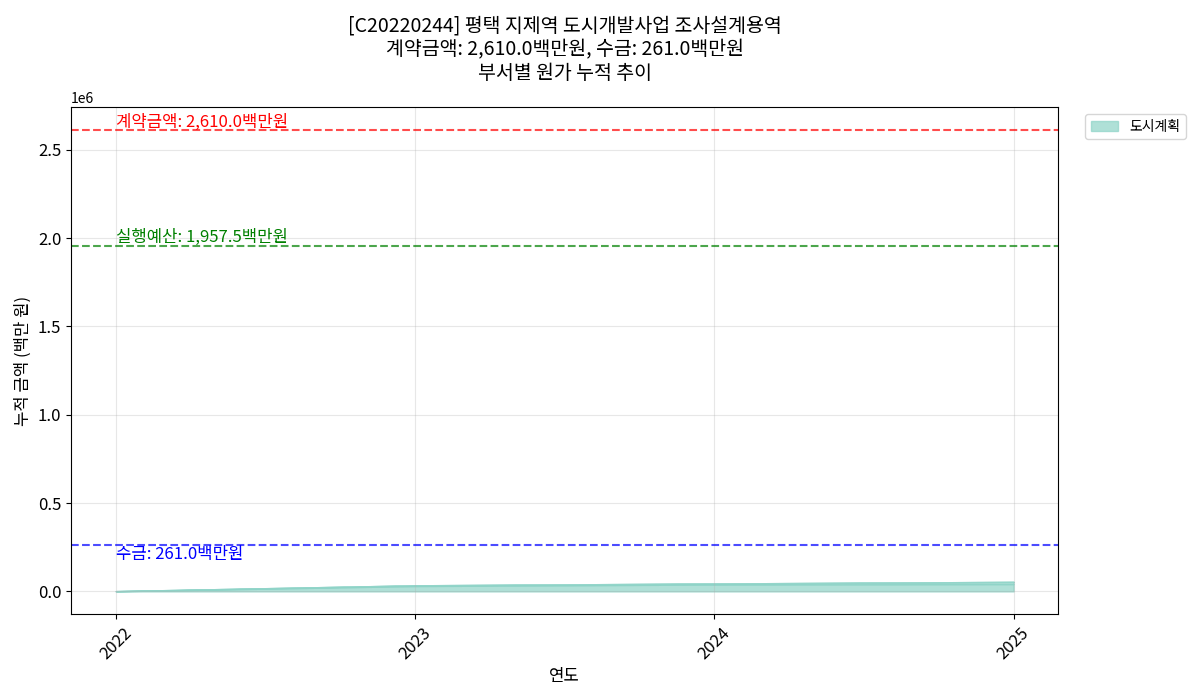 [C20220244] 평택 지제역 도시개발사업 조사설계용역
계약금액: 2,610.0백만원, 수금: 261.0백만원
부서별 원가 누적 추이
1e6
계약금액: 2,610.0백만원
도시계획
2.5
실행예산: 1,957.5백만원
2.0
1.5
누적 금액 (백만 원)
1.0
0.5
수금: 261.0백만원
0.0
2022
2023
2024
2025
연도